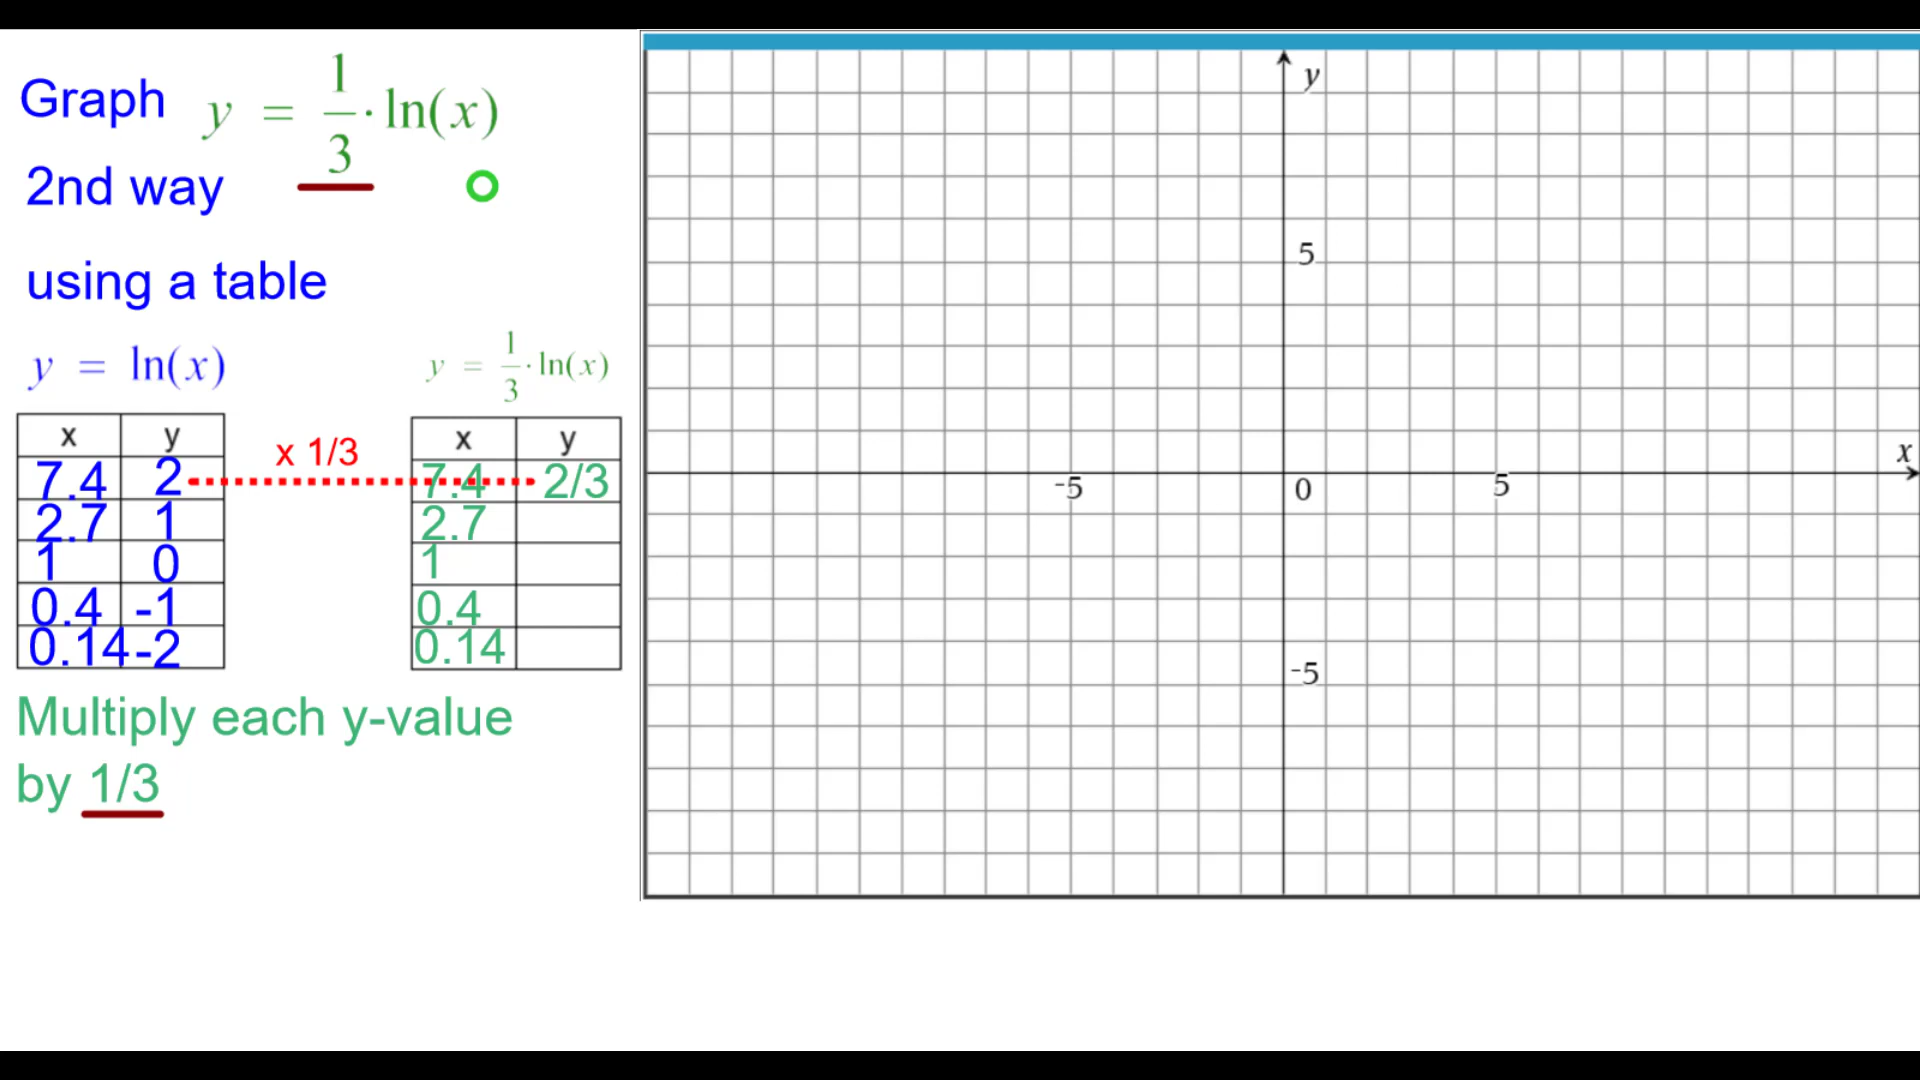 Graph y = 1/3 · ln(x)
2nd way
using a table
y = ln(x)
y = 1/3 · ln(x)
x y
7.4 2
2.7 1
1 0
0.4 -1
0.14 -2
x 1/3
x y
7.4 2/3
2.7
1
0.4
0.14
Multiply each y-value
by 1/3
y
5
x
-5 0 5
-5